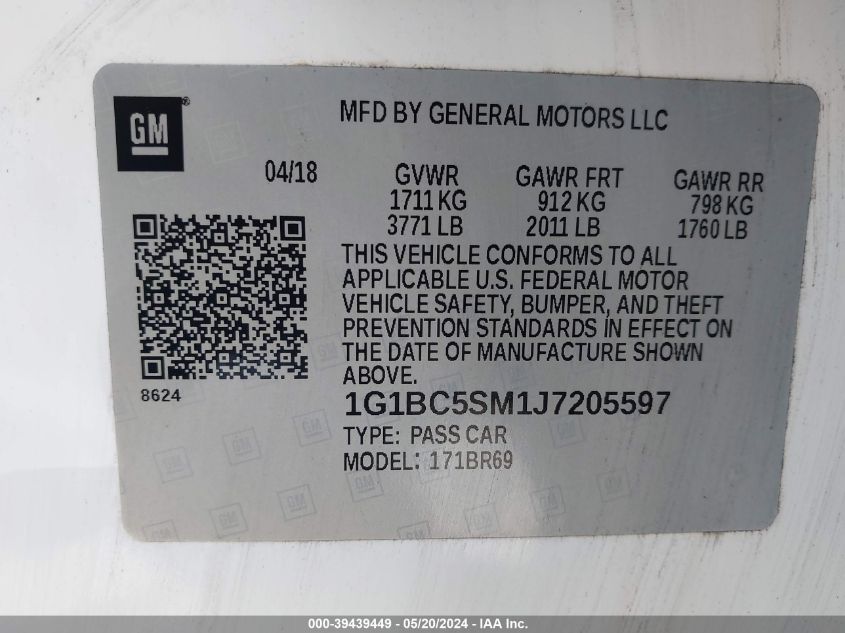 GM®
MFD BY GENERAL MOTORS LLC
04/18
GVWR
1711 KG
3771 LB
GAWR FRT
912 KG
2011 LB
GAWR RR
798 KG
1760 LB
THIS VEHICLE CONFORMS TO ALL
APPLICABLE U.S. FEDERAL MOTOR
VEHICLE SAFETY, BUMPER, AND THEFT
PREVENTION STANDARDS IN EFFECT ON
THE DATE OF MANUFACTURE SHOWN
ABOVE.
8624
1G1BC5SM1J7205597
TYPE: PASS CAR
MODEL: 171BR69
000-39439449 - 05/20/2024 - IAA Inc.